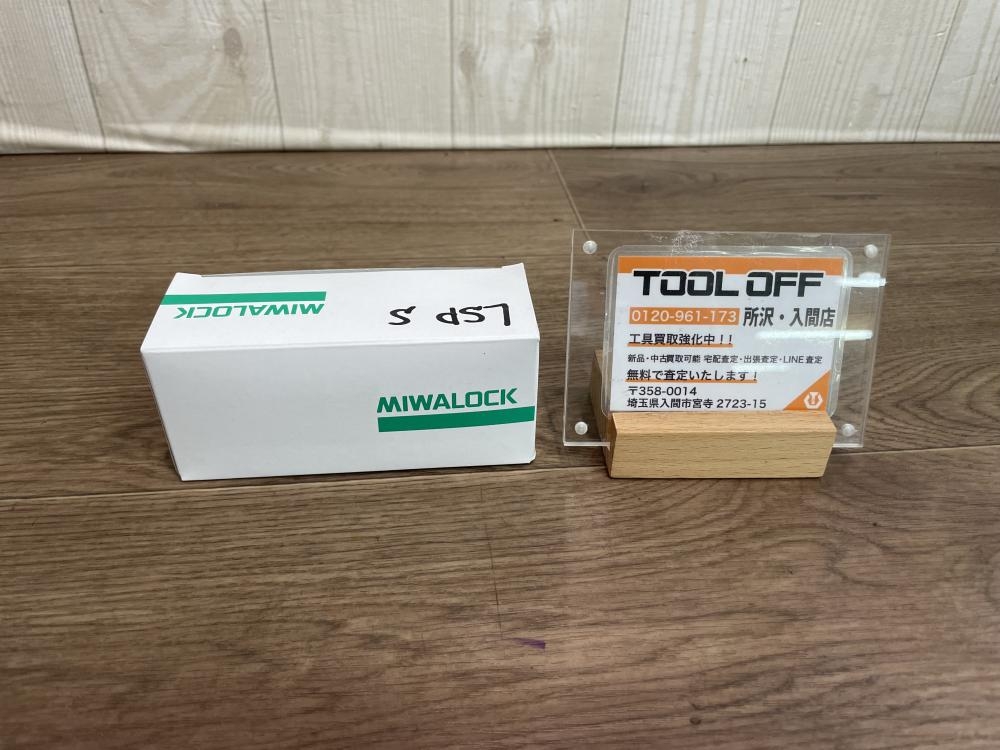 MIWALOCK
LSP S
MIWALOCK
TOOL OFF
0120-961-173 所沢・入間店
工具買取強化中！！
新品・中古買取可能 宅配査定・出張査定・LINE査定
無料で査定いたします！
〒358-0014
埼玉県入間市宮寺 2723-15